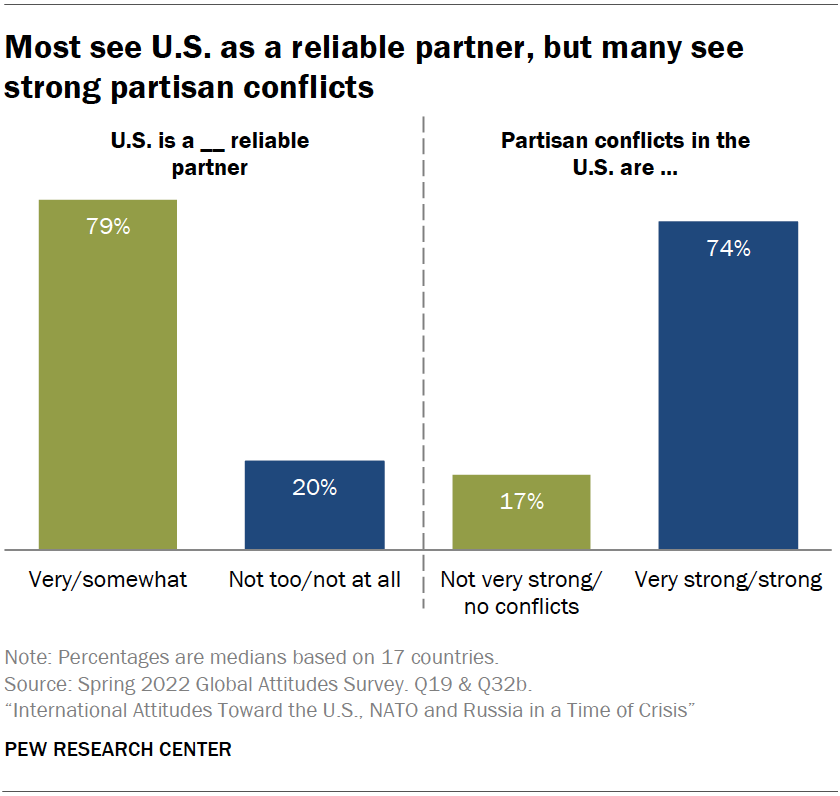 Most see U.S. as a reliable partner, but many see
strong partisan conflicts
U.S. is a __ reliable
partner
79%
20%
Very/somewhat
Not too/not at all
Partisan conflicts in the
U.S. are ...
17%
74%
Not very strong/
no conflicts
Very strong/strong
Note: Percentages are medians based on 17 countries.
Source: Spring 2022 Global Attitudes Survey. Q19 & Q32b.
“International Attitudes Toward the U.S., NATO and Russia in a Time of Crisis”
PEW RESEARCH CENTER